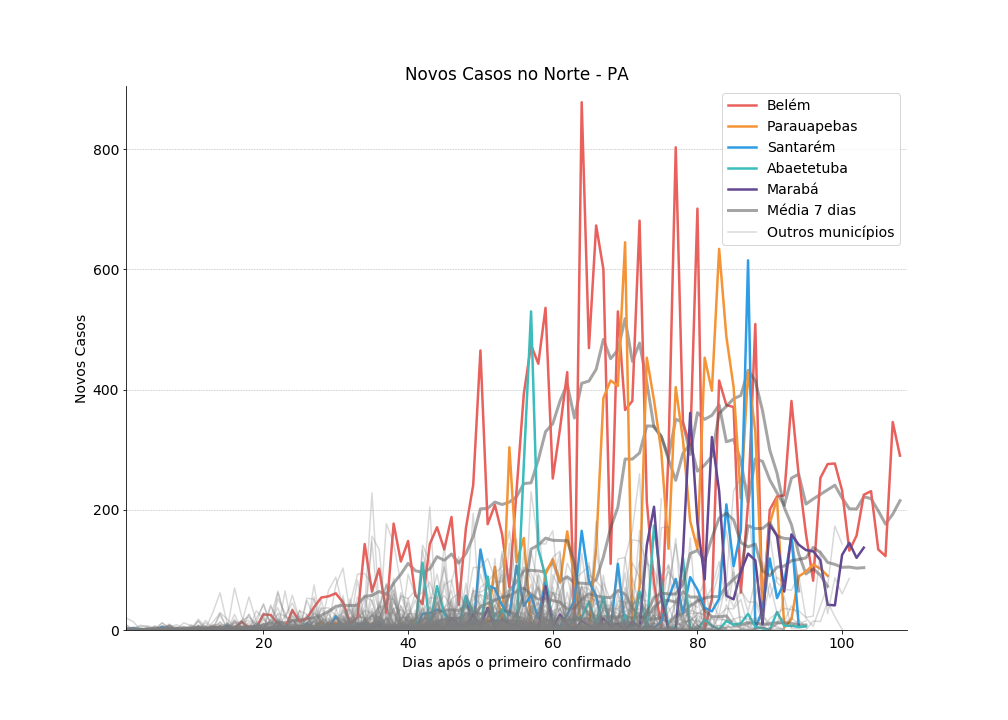 Novos Casos no Norte - PA
Belém
Parauapebas
Santarém
Abaetetuba
Marabá
Média 7 dias
Outros municípios
Novos Casos
800
600
400
200
0
20
40
60
80
100
Dias após o primeiro confirmado